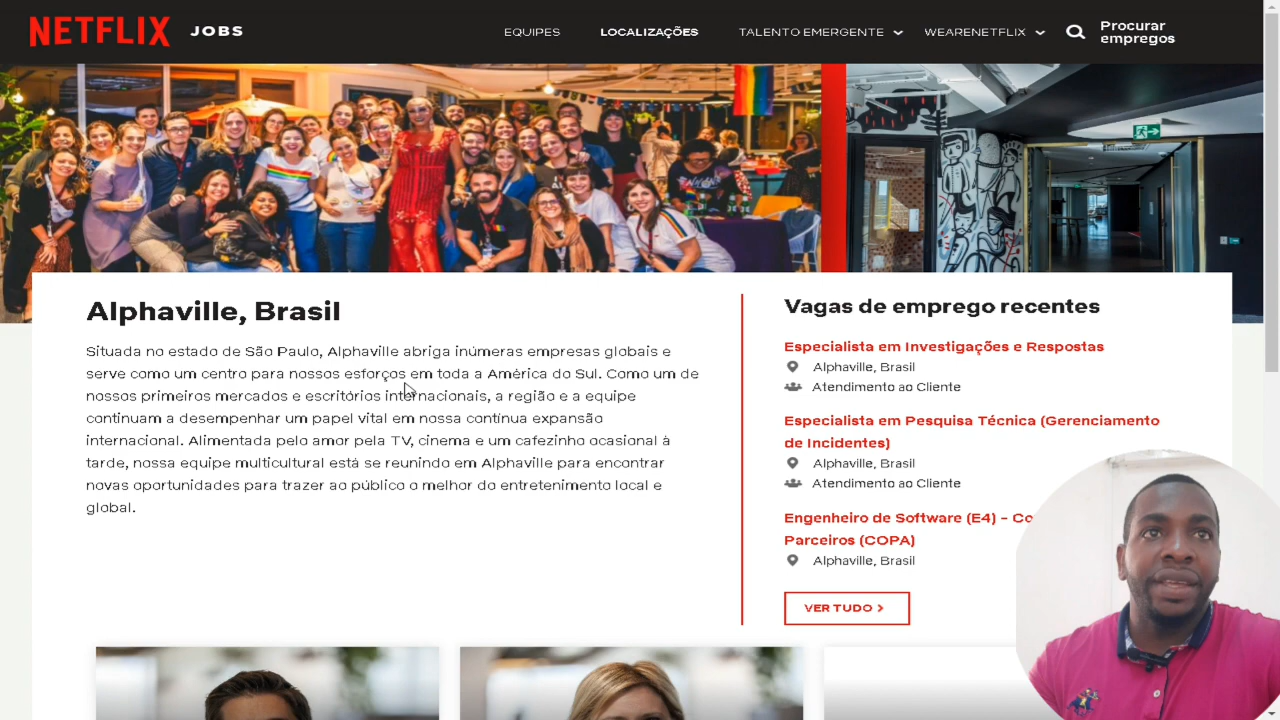 NETFLIX JOBS
EQUIPES
LOCALIZAÇÕES
TALENTO EMERGENTE
WEARENETFLIX
Procurar
empregos
Alphaville, Brasil
Situada no estado de São Paulo, Alphaville abriga inúmeras empresas globais e
serve como um centro para nossos esforços em toda a América do Sul. Como um de
nossos primeiros mercados e escritórios internacionais, a região e a equipe
continuam a desempenhar um papel vital em nossa contínua expansão
internacional. Alimentada pelo amor pela TV, cinema e um cafezinho ocasional à
tarde, nossa equipe multicultural está se reunindo em Alphaville para encontrar
novas oportunidades para trazer ao público o melhor do entretenimento local e
global.
Vagas de emprego recentes
Especialista em Investigações e Respostas
Alphaville, Brasil
Atendimento ao Cliente
Especialista em Pesquisa Técnica (Gerenciamento
de Incidentes)
Alphaville, Brasil
Atendimento ao Cliente
Engenheiro de Software (E4) – Co
Parceiros (COPA)
Alphaville, Brasil
VER TUDO >